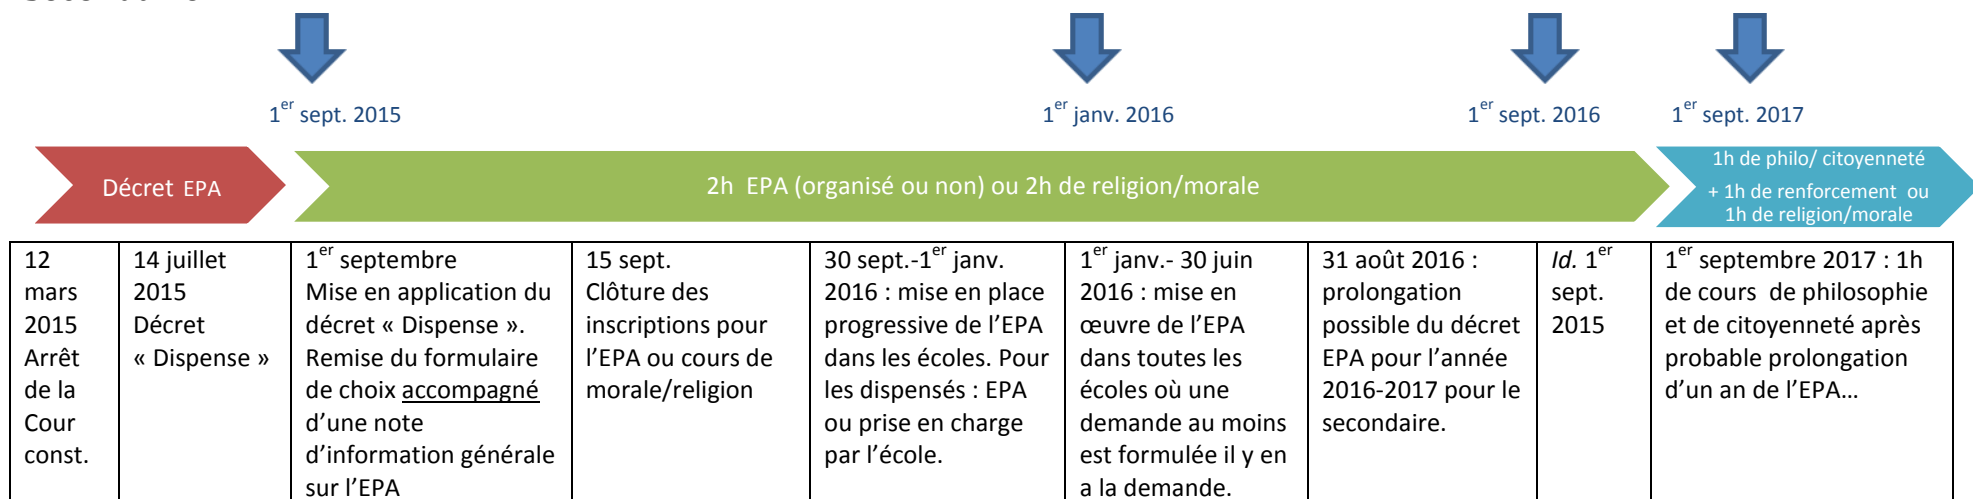 1er sept. 2015
1er janv. 2016
1er sept. 2016
1er sept. 2017
Décret EPA
2h EPA (organisé ou non) ou 2h de religion/morale
1h de philo/ citoyenneté
+ 1h de renforcement ou
1h de religion/morale
12
mars
2015
Arrêt
de la
Cour
const.
14 juillet
2015
Décret
« Dispense »
1er septembre
Mise en application du
décret « Dispense ».
Remise du formulaire
de choix accompagné
d’une note
d’information générale
sur l’EPA
15 sept.
Clôture des
inscriptions pour
l’EPA ou cours de
morale/religion
30 sept.-1er janv.
2016 : mise en place
progressive de l’EPA
dans les écoles. Pour
les dispensés : EPA
ou prise en charge
par l’école.
1er janv.- 30 juin
2016 : mise en
œuvre de l’EPA
dans toutes les
écoles où une
demande au moins
est formulée il y en
a la demande.
31 août 2016 :
prolongation
possible du décret
EPA pour l’année
2016-2017 pour le
secondaire.
Id. 1er
sept.
2015
1er septembre 2017 : 1h
de cours de philosophie
et de citoyenneté après
probable prolongation
d’un an de l’EPA…